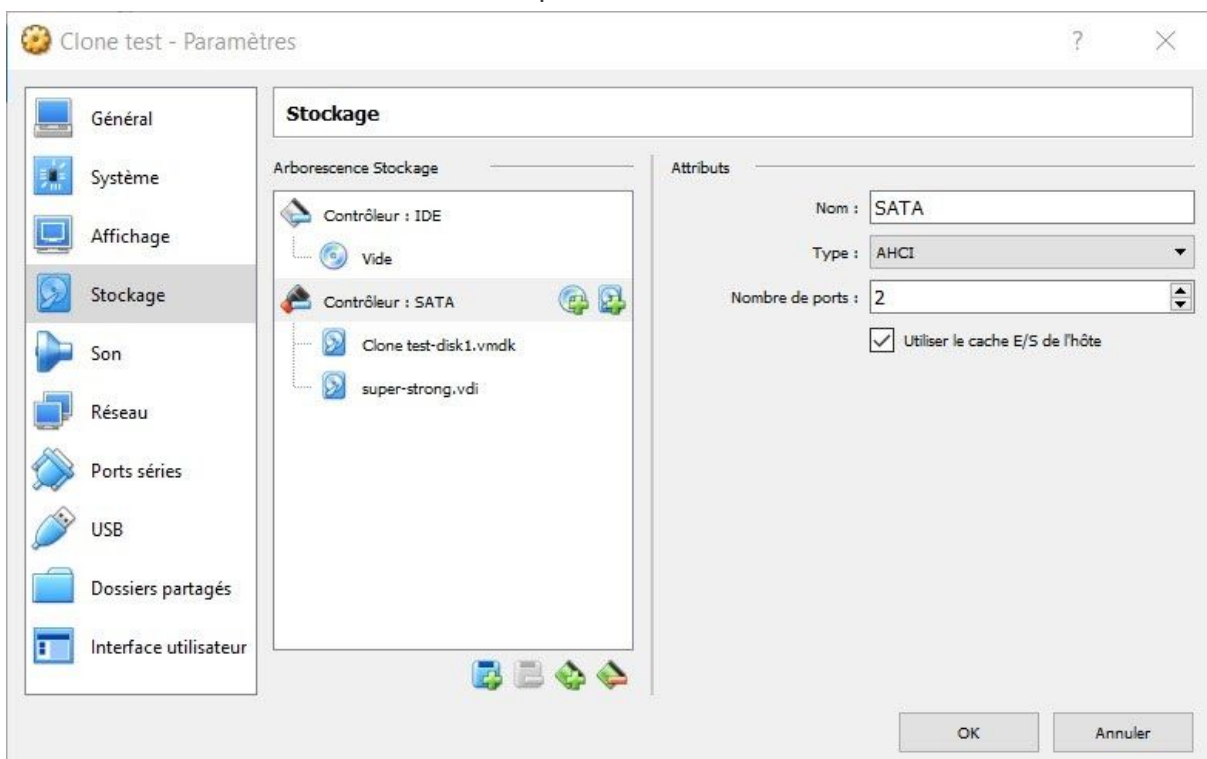 Clone test - Paramètres
?
Général
Système
Affichage
Stockage
Son
Réseau
Ports séries
USB
Dossiers partagés
Interface utilisateur
Stockage
Arborescence Stockage
Contrôleur : IDE
Vide
Contrôleur : SATA
Clone test-disk1.vmdk
super-strong.vdi
Attributs
Nom : SATA
Type : AHCI
Nombre de ports : 2
Utiliser le cache E/S de l'hôte
OK
Annuler